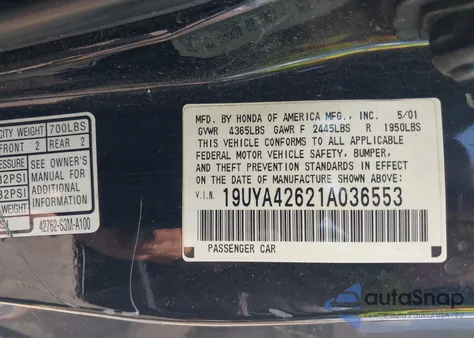 CITY WEIGHT 700LBS
FRONT 2 REAR 2
SEE OWNER'S
MANUAL
FOR
ADDITIONAL
INFORMATION
42762-S3M-A100
MFD. BY HONDA OF AMERICA MFG., INC. 5/01
GVWR 4365LBS GAWR F 2445LBS R 1950LBS
THIS VEHICLE CONFORMS TO ALL APPLICABLE
FEDERAL MOTOR VEHICLE SAFETY, BUMPER,
AND THEFT PREVENTION STANDARDS IN EFFECT
ON THE DATE OF MANUFACTURE SHOWN ABOVE.
V.I.N. 19UYA42621A036553
PASSENGER CAR
autoSnap